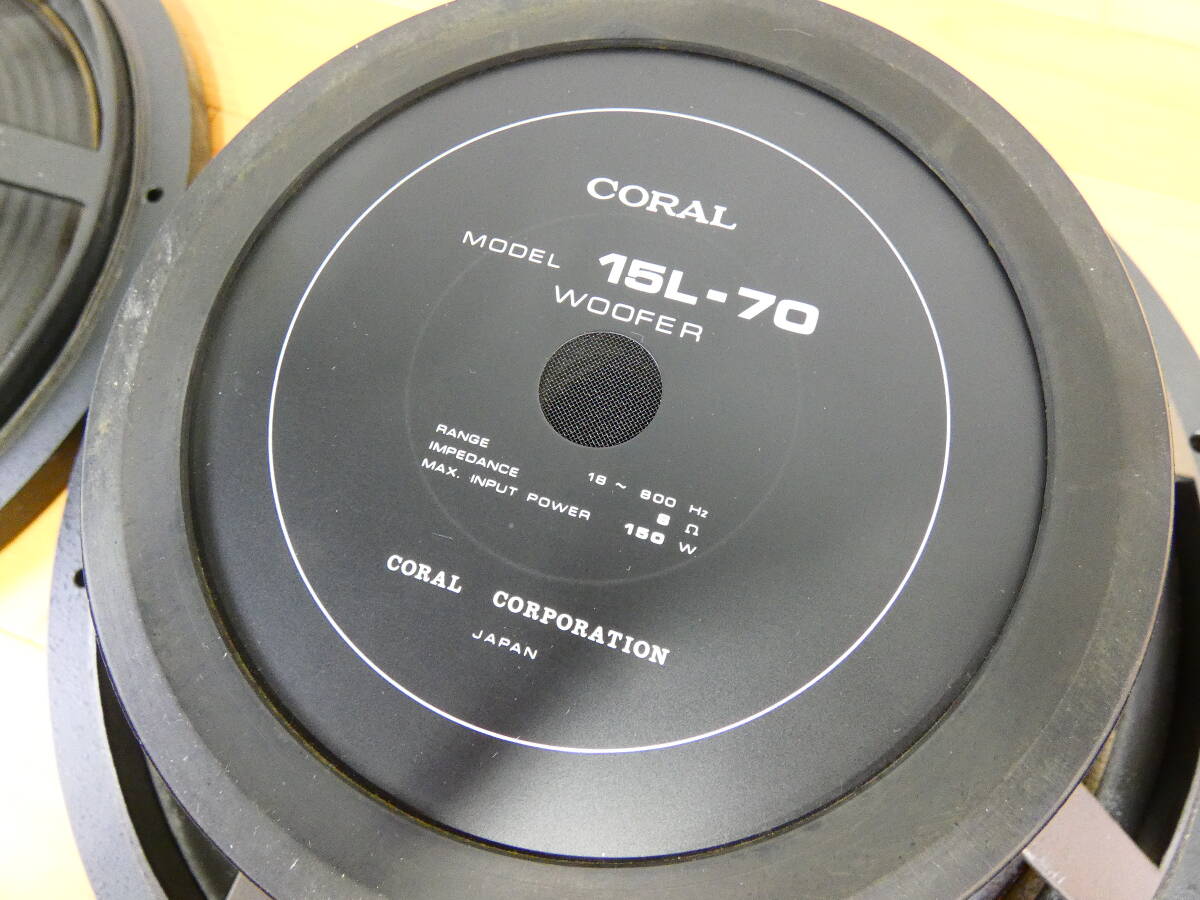 CORAL
MODEL 15L-70
WOOFER
RANGE 18 ~ 800 Hz
IMPEDANCE 8 Ω
MAX. INPUT POWER 150 W
CORAL CORPORATION
JAPAN